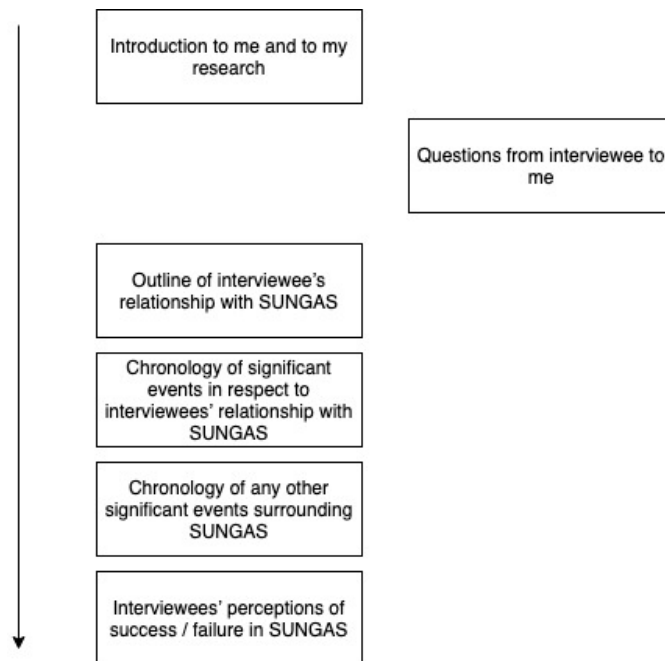 Introduction to me and to my
research
Questions from interviewee to
me
Outline of interviewee's
relationship with SUNGAS
Chronology of significant
events in respect to
interviewees' relationship with
SUNGAS
Chronology of any other
significant events surrounding
SUNGAS
Interviewees' perceptions of
success / failure in SUNGAS